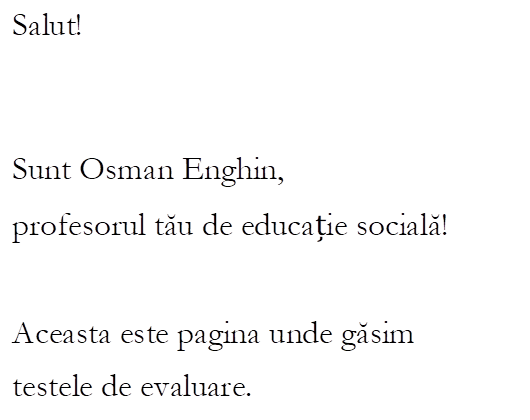 Salut!
Sunt Osman Enghin,
profesorul tău de educație socială!
Aceasta este pagina unde găsim
testele de evaluare.